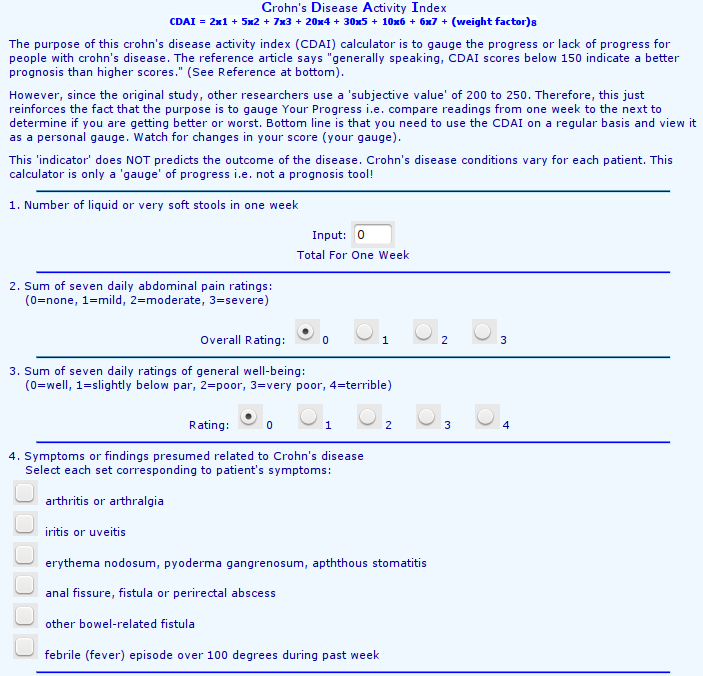 Crohn's Disease Activity Index
CDAI = 2x1 + 5x2 + 7x3 + 20x4 + 30x5 + 10x6 + 6x7 + (weight factor)8
The purpose of this crohn's disease activity index (CDAI) calculator is to gauge the progress or lack of progress for
people with crohn's disease. The reference article says "generally speaking, CDAI scores below 150 indicate a better
prognosis than higher scores." (See Reference at bottom).
However, since the original study, other researchers use a 'subjective value' of 200 to 250. Therefore, this just
reinforces the fact that the purpose is to gauge Your Progress i.e. compare readings from one week to the next to
determine if you are getting better or worst. Bottom line is that you need to use the CDAI on a regular basis and view it
as a personal gauge. Watch for changes in your score (your gauge).
This 'indicator' does NOT predicts the outcome of the disease. Crohn's disease conditions vary for each patient. This
calculator is only a 'gauge' of progress i.e. not a prognosis tool!
1. Number of liquid or very soft stools in one week
Input: 0
Total For One Week
2. Sum of seven daily abdominal pain ratings:
(0=none, 1=mild, 2=moderate, 3=severe)
Overall Rating: 0 1 2 3
3. Sum of seven daily ratings of general well-being:
(0=well, 1=slightly below par, 2=poor, 3=very poor, 4=terrible)
Rating: 0 1 2 3 4
4. Symptoms or findings presumed related to Crohn's disease
Select each set corresponding to patient's symptoms:
arthritis or arthralgia
iritis or uveitis
erythema nodosum, pyoderma gangrenosum, apththous stomatitis
anal fissure, fistula or perirectal abscess
other bowel-related fistula
febrile (fever) episode over 100 degrees during past week